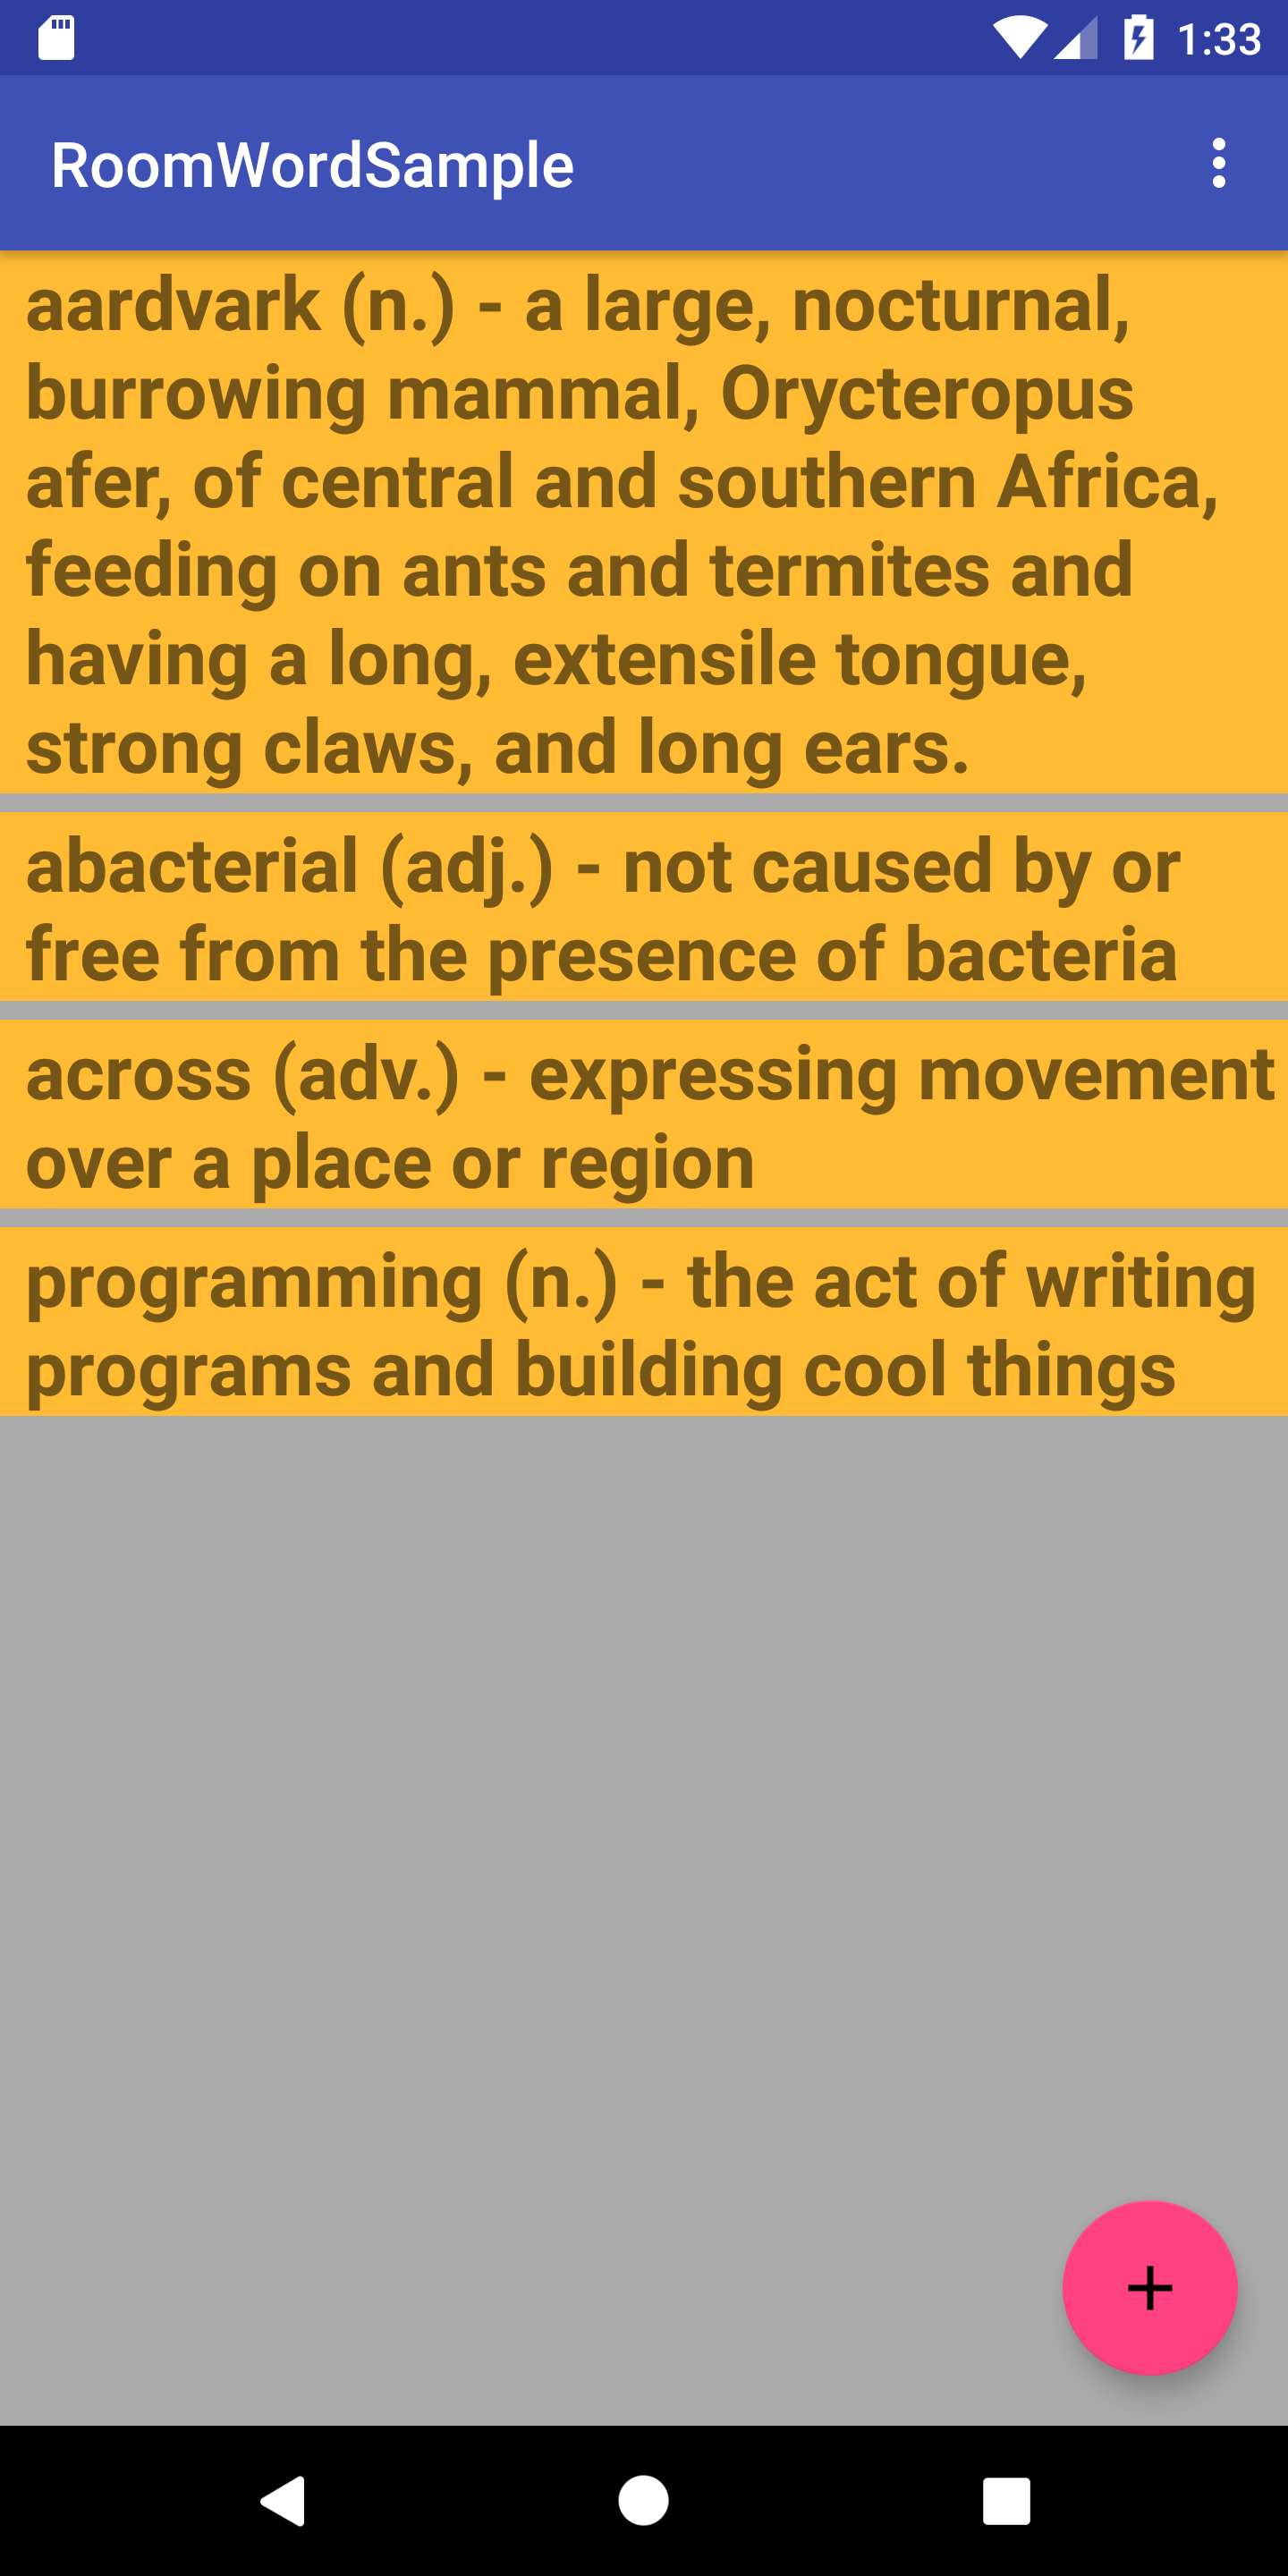 1:33
RoomWordSample
aardvark (n.) - a large, nocturnal,
burrowing mammal, Orycteropus
afer, of central and southern Africa,
feeding on ants and termites and
having a long, extensile tongue,
strong claws, and long ears.
abacterial (adj.) - not caused by or
free from the presence of bacteria
across (adv.) - expressing movement
over a place or region
programming (n.) - the act of writing
programs and building cool things